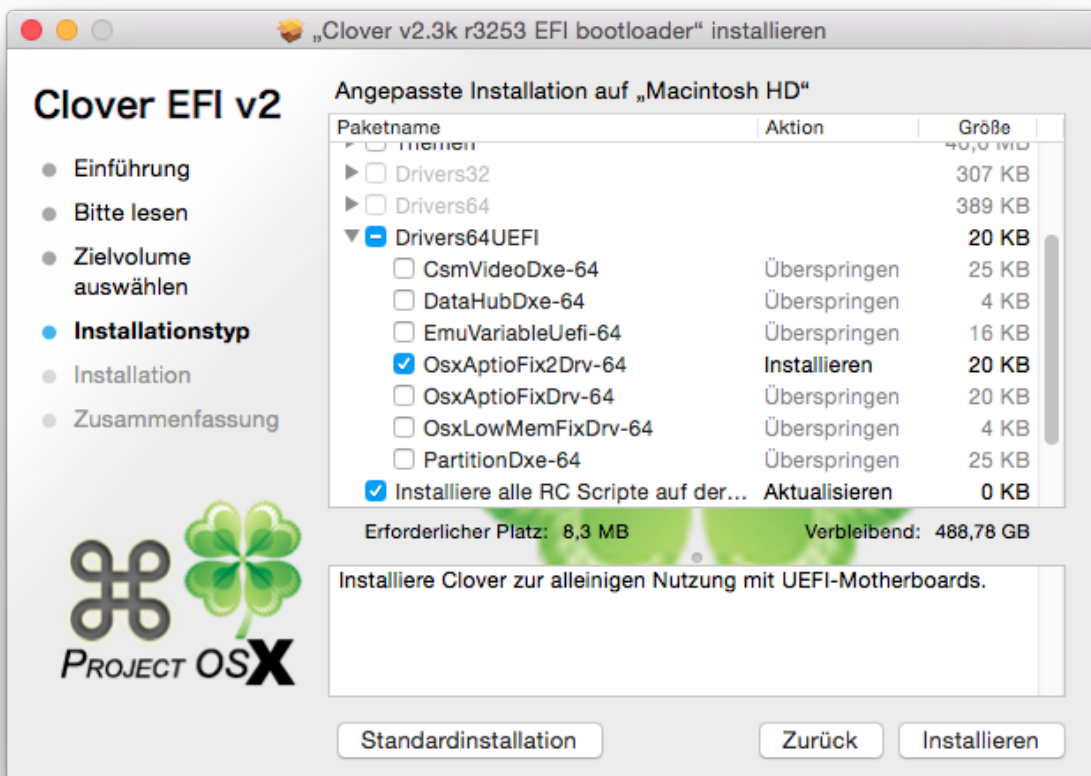 „Clover v2.3k r3253 EFI bootloader“ installieren
Clover EFI v2
Einführung
Bitte lesen
Zielvolume
auswählen
Installationstyp
Installation
Zusammenfassung
PROJECT OSX
Angepasste Installation auf „Macintosh HD“
Paketname Aktion Größe
Themen 46,6 MB
Drivers32 307 KB
Drivers64 389 KB
Drivers64UEFI 20 KB
CsmVideoDxe-64 Überspringen 25 KB
DataHubDxe-64 Überspringen 4 KB
EmuVariableUefi-64 Überspringen 16 KB
OsxAptioFix2Drv-64 Installieren 20 KB
OsxAptioFixDrv-64 Überspringen 20 KB
OsxLowMemFixDrv-64 Überspringen 4 KB
PartitionDxe-64 Überspringen 25 KB
Installiere alle RC Scripte auf der... Aktualisieren 0 KB
Erforderlicher Platz: 8,3 MB Verbleibend: 488,78 GB
Installiere Clover zur alleinigen Nutzung mit UEFI-Motherboards.
Standardinstallation Zurück Installieren